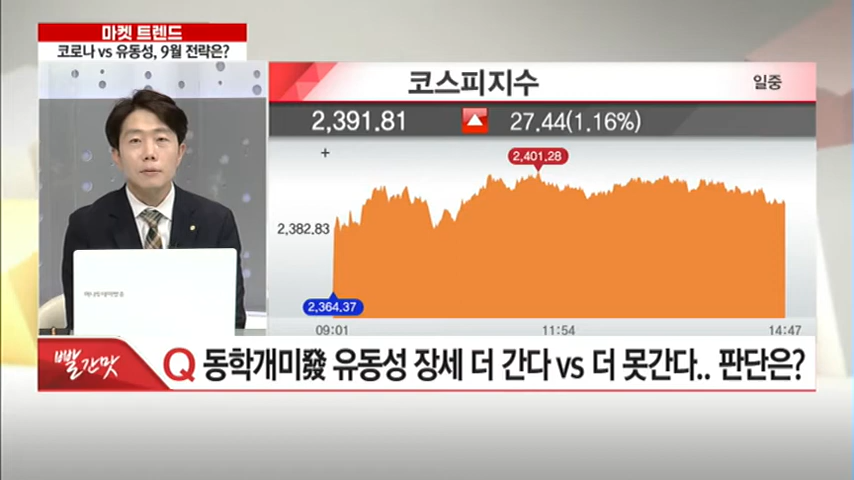 마켓 트렌드
코로나 vs 유동성, 9월 전략은?
코스피지수
일중
2,391.81 27.44(1.16%)
2,401.28
2,382.83
2,364.37
09:01 11:54 14:47
빨간맛
Q 동학개미發 유동성 장세 더 간다 vs 더 못간다.. 판단은?